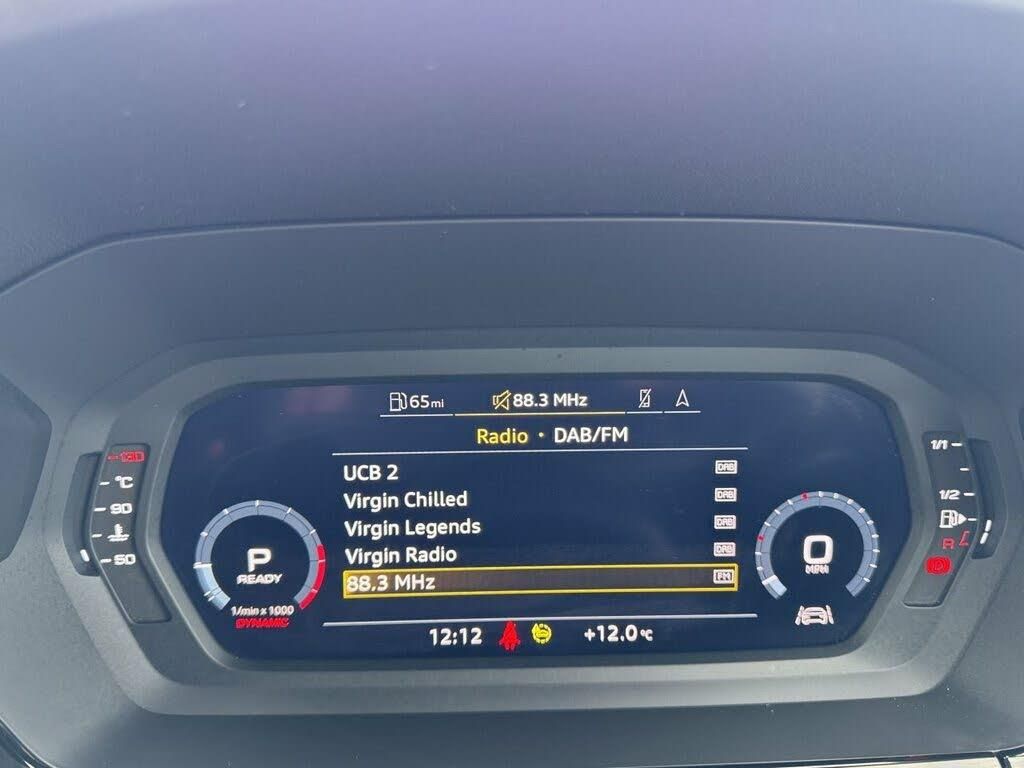 65mi 88.3 MHz
Radio • DAB/FM
UCB 2 DAB
Virgin Chilled DAB
Virgin Legends DAB
Virgin Radio DAB
88.3 MHz FM
12:12 +12.0°C
130
°C
90
50
P
READY
1/min x 1000
DYNAMIC
0
MPH
1/1
1/2
R